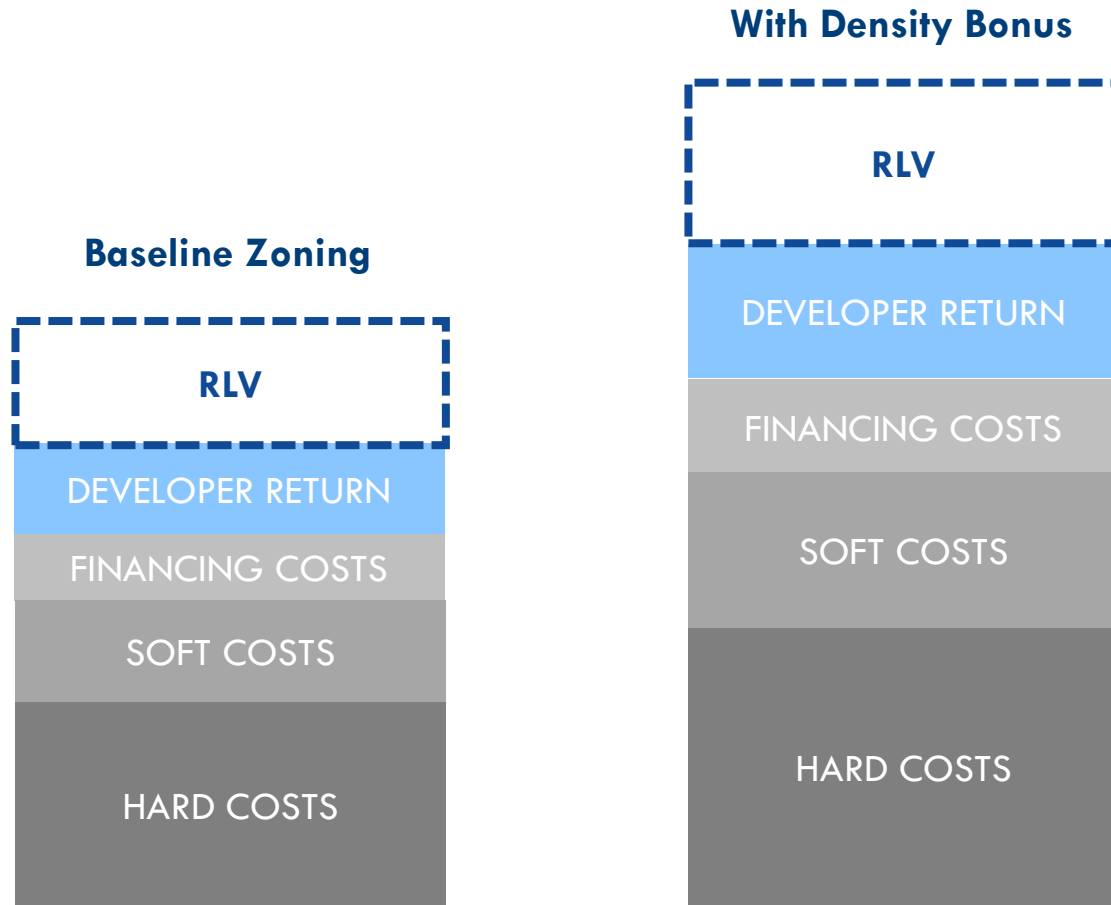 Baseline Zoning
RLV
DEVELOPER RETURN
FINANCING COSTS
SOFT COSTS
HARD COSTS
With Density Bonus
RLV
DEVELOPER RETURN
FINANCING COSTS
SOFT COSTS
HARD COSTS